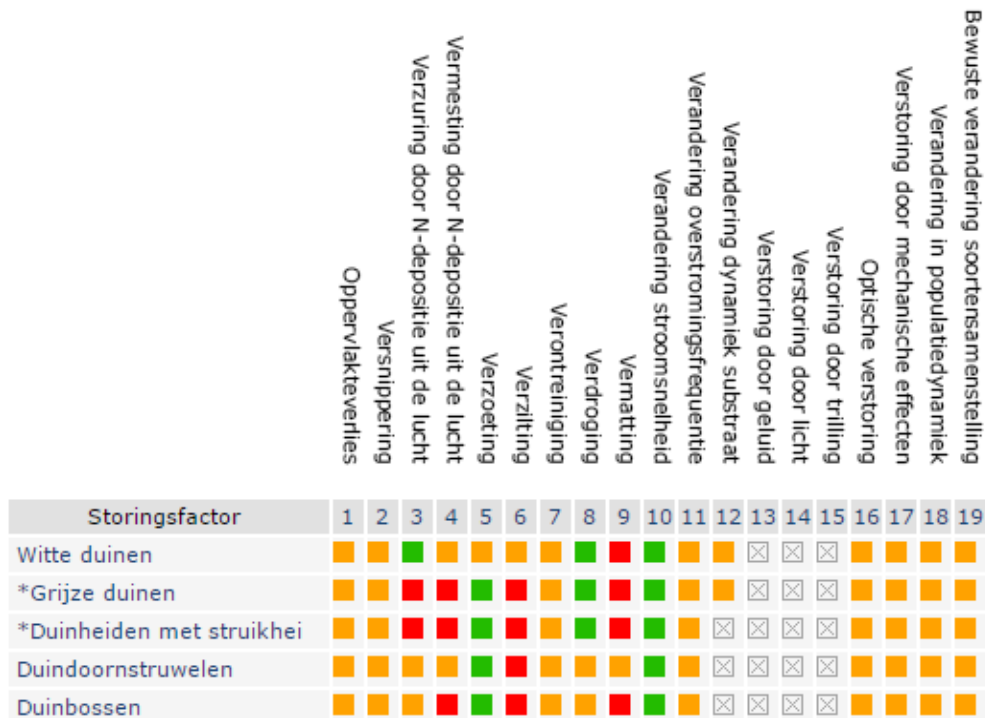 Oppervlakteverlies
Versnippering
Verzuring door N-depositie uit de lucht
Vermesting door N-depositie uit de lucht
Verzoeting
Verzilting
Verontreiniging
Verdroging
Vernatting
Verandering stroomsnelheid
Verandering overstromingsfrequentie
Verandering dynamiek substraat
Verstoring door geluid
Verstoring door licht
Verstoring door trilling
Optische verstoring
Verstoring door mechanische effecten
Verandering in populatiedynamiek
Bewuste verandering soortensamenstelling
Storingsfactor 1 2 3 4 5 6 7 8 9 10 11 12 13 14 15 16 17 18 19
Witte duinen
*Grijze duinen
*Duinheiden met struikhei
Duindoornstruwelen
Duinbossen